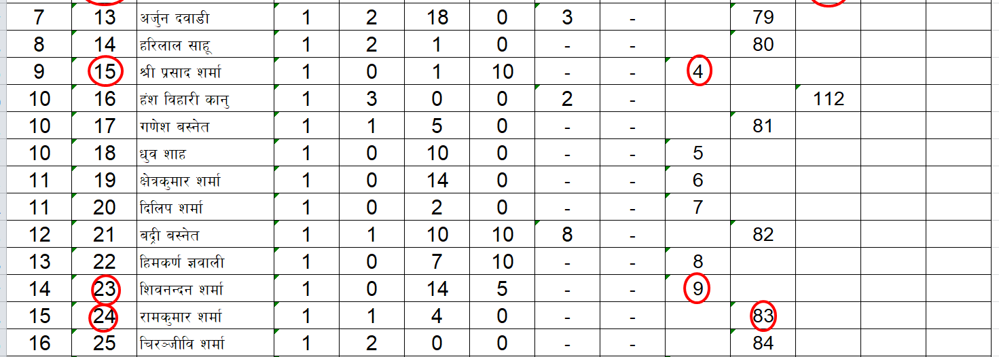 7 13 अर्जुन दवाडी 1 2 18 0 3 - 79
8 14 हरिलाल साहू 1 2 1 0 - - 80
9 15 श्री प्रसाद शर्मा 1 0 1 10 - - 4
10 16 हंश विहारी कानु 1 3 0 0 2 - 112
10 17 गणेश बस्नेत 1 1 5 0 - - 81
10 18 धुव शाह 1 0 10 0 - - 5
11 19 क्षेत्रकुमार शर्मा 1 0 14 0 - - 6
11 20 दिलिप शर्मा 1 0 2 0 - - 7
12 21 बद्री बस्नेत 1 1 10 10 8 - 82
13 22 हिमकर्ण ज्ञवाली 1 0 7 10 - - 8
14 23 शिवनन्दन शर्मा 1 0 14 5 - - 9
15 24 रामकुमार शर्मा 1 1 4 0 - - 83
16 25 चिरञ्जीवि शर्मा 1 2 0 0 - - 84